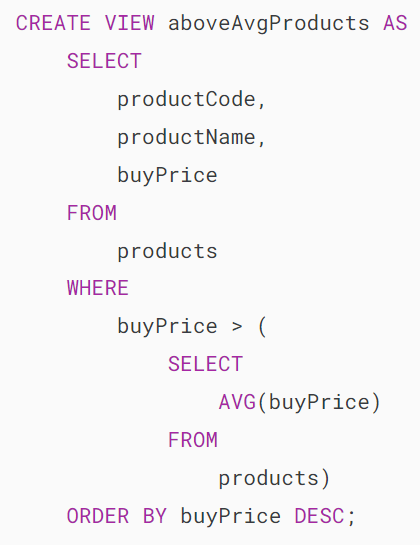 CREATE VIEW aboveAvgProducts AS
    SELECT
        productCode,
        productName,
        buyPrice
    FROM
        products
    WHERE
        buyPrice > (
            SELECT
                AVG(buyPrice)
            FROM
                products)
    ORDER BY buyPrice DESC;